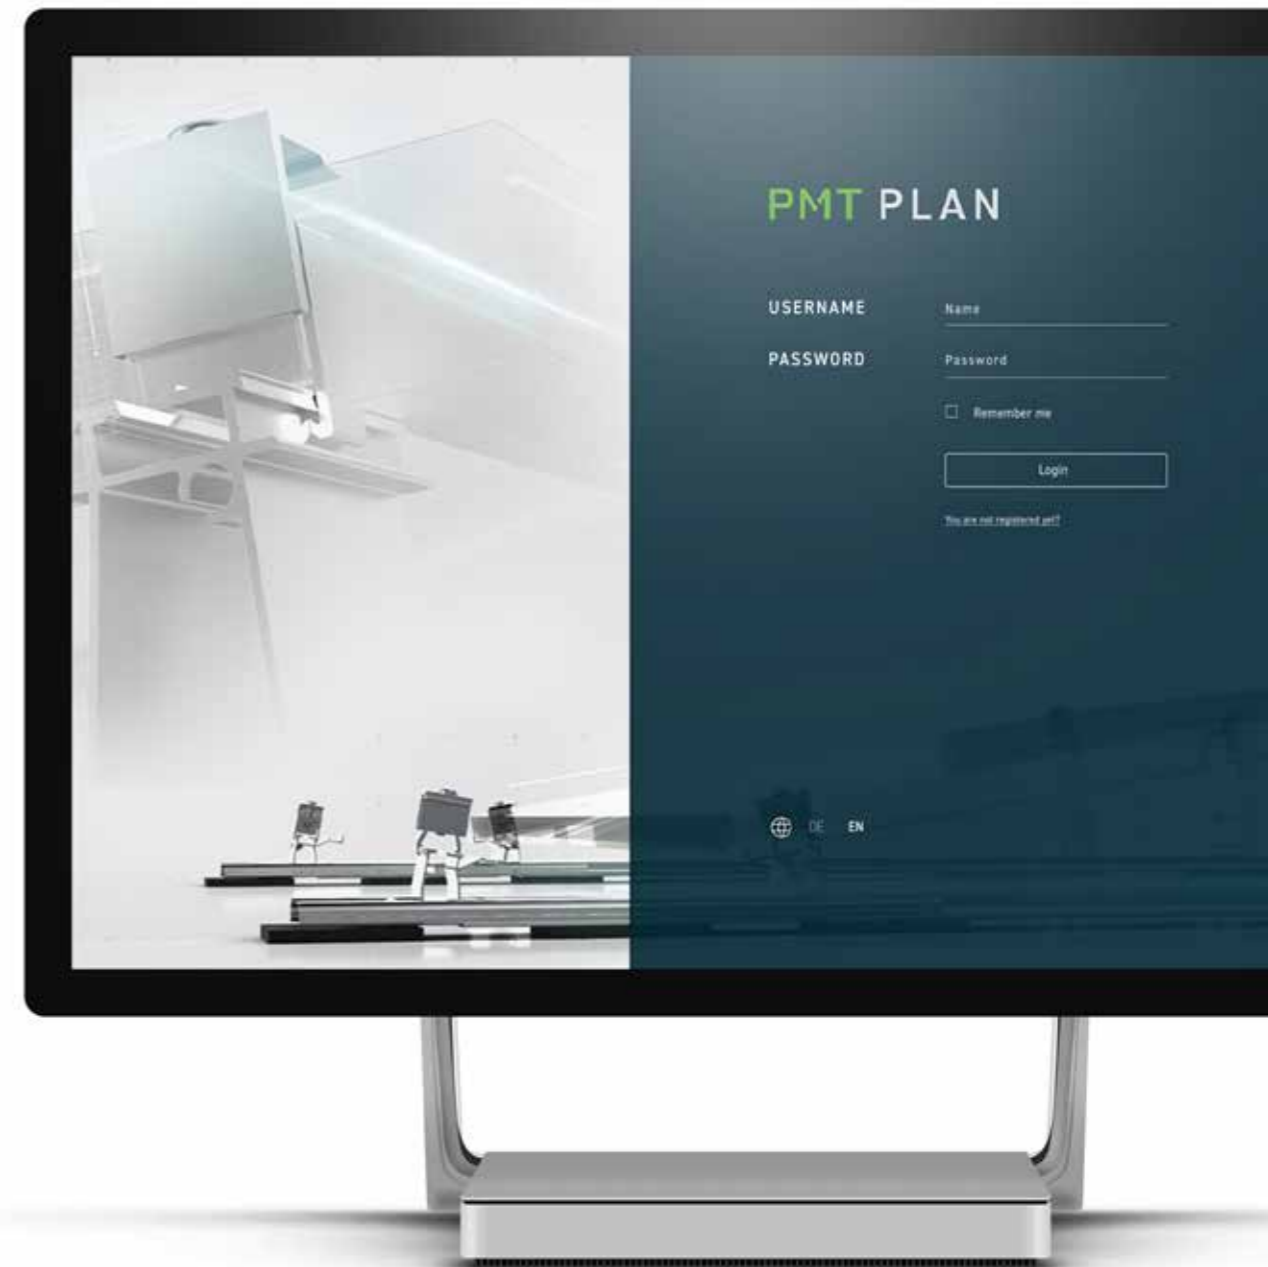 PMT PLAN
USERNAME Name
PASSWORD Password
Remember me
Login
You are not registered yet?
DE EN